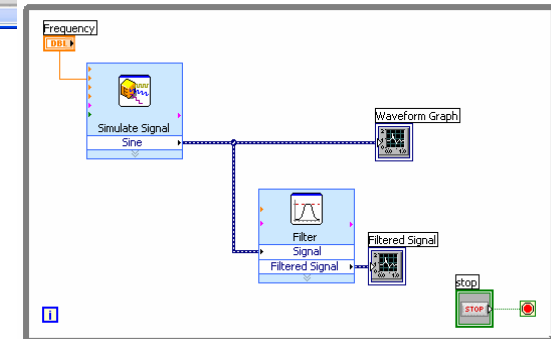 Frequency
DBL
Simulate Signal
Sine
Waveform Graph
Filter
Signal
Filtered Signal
Filtered Signal
stop
STOP
i